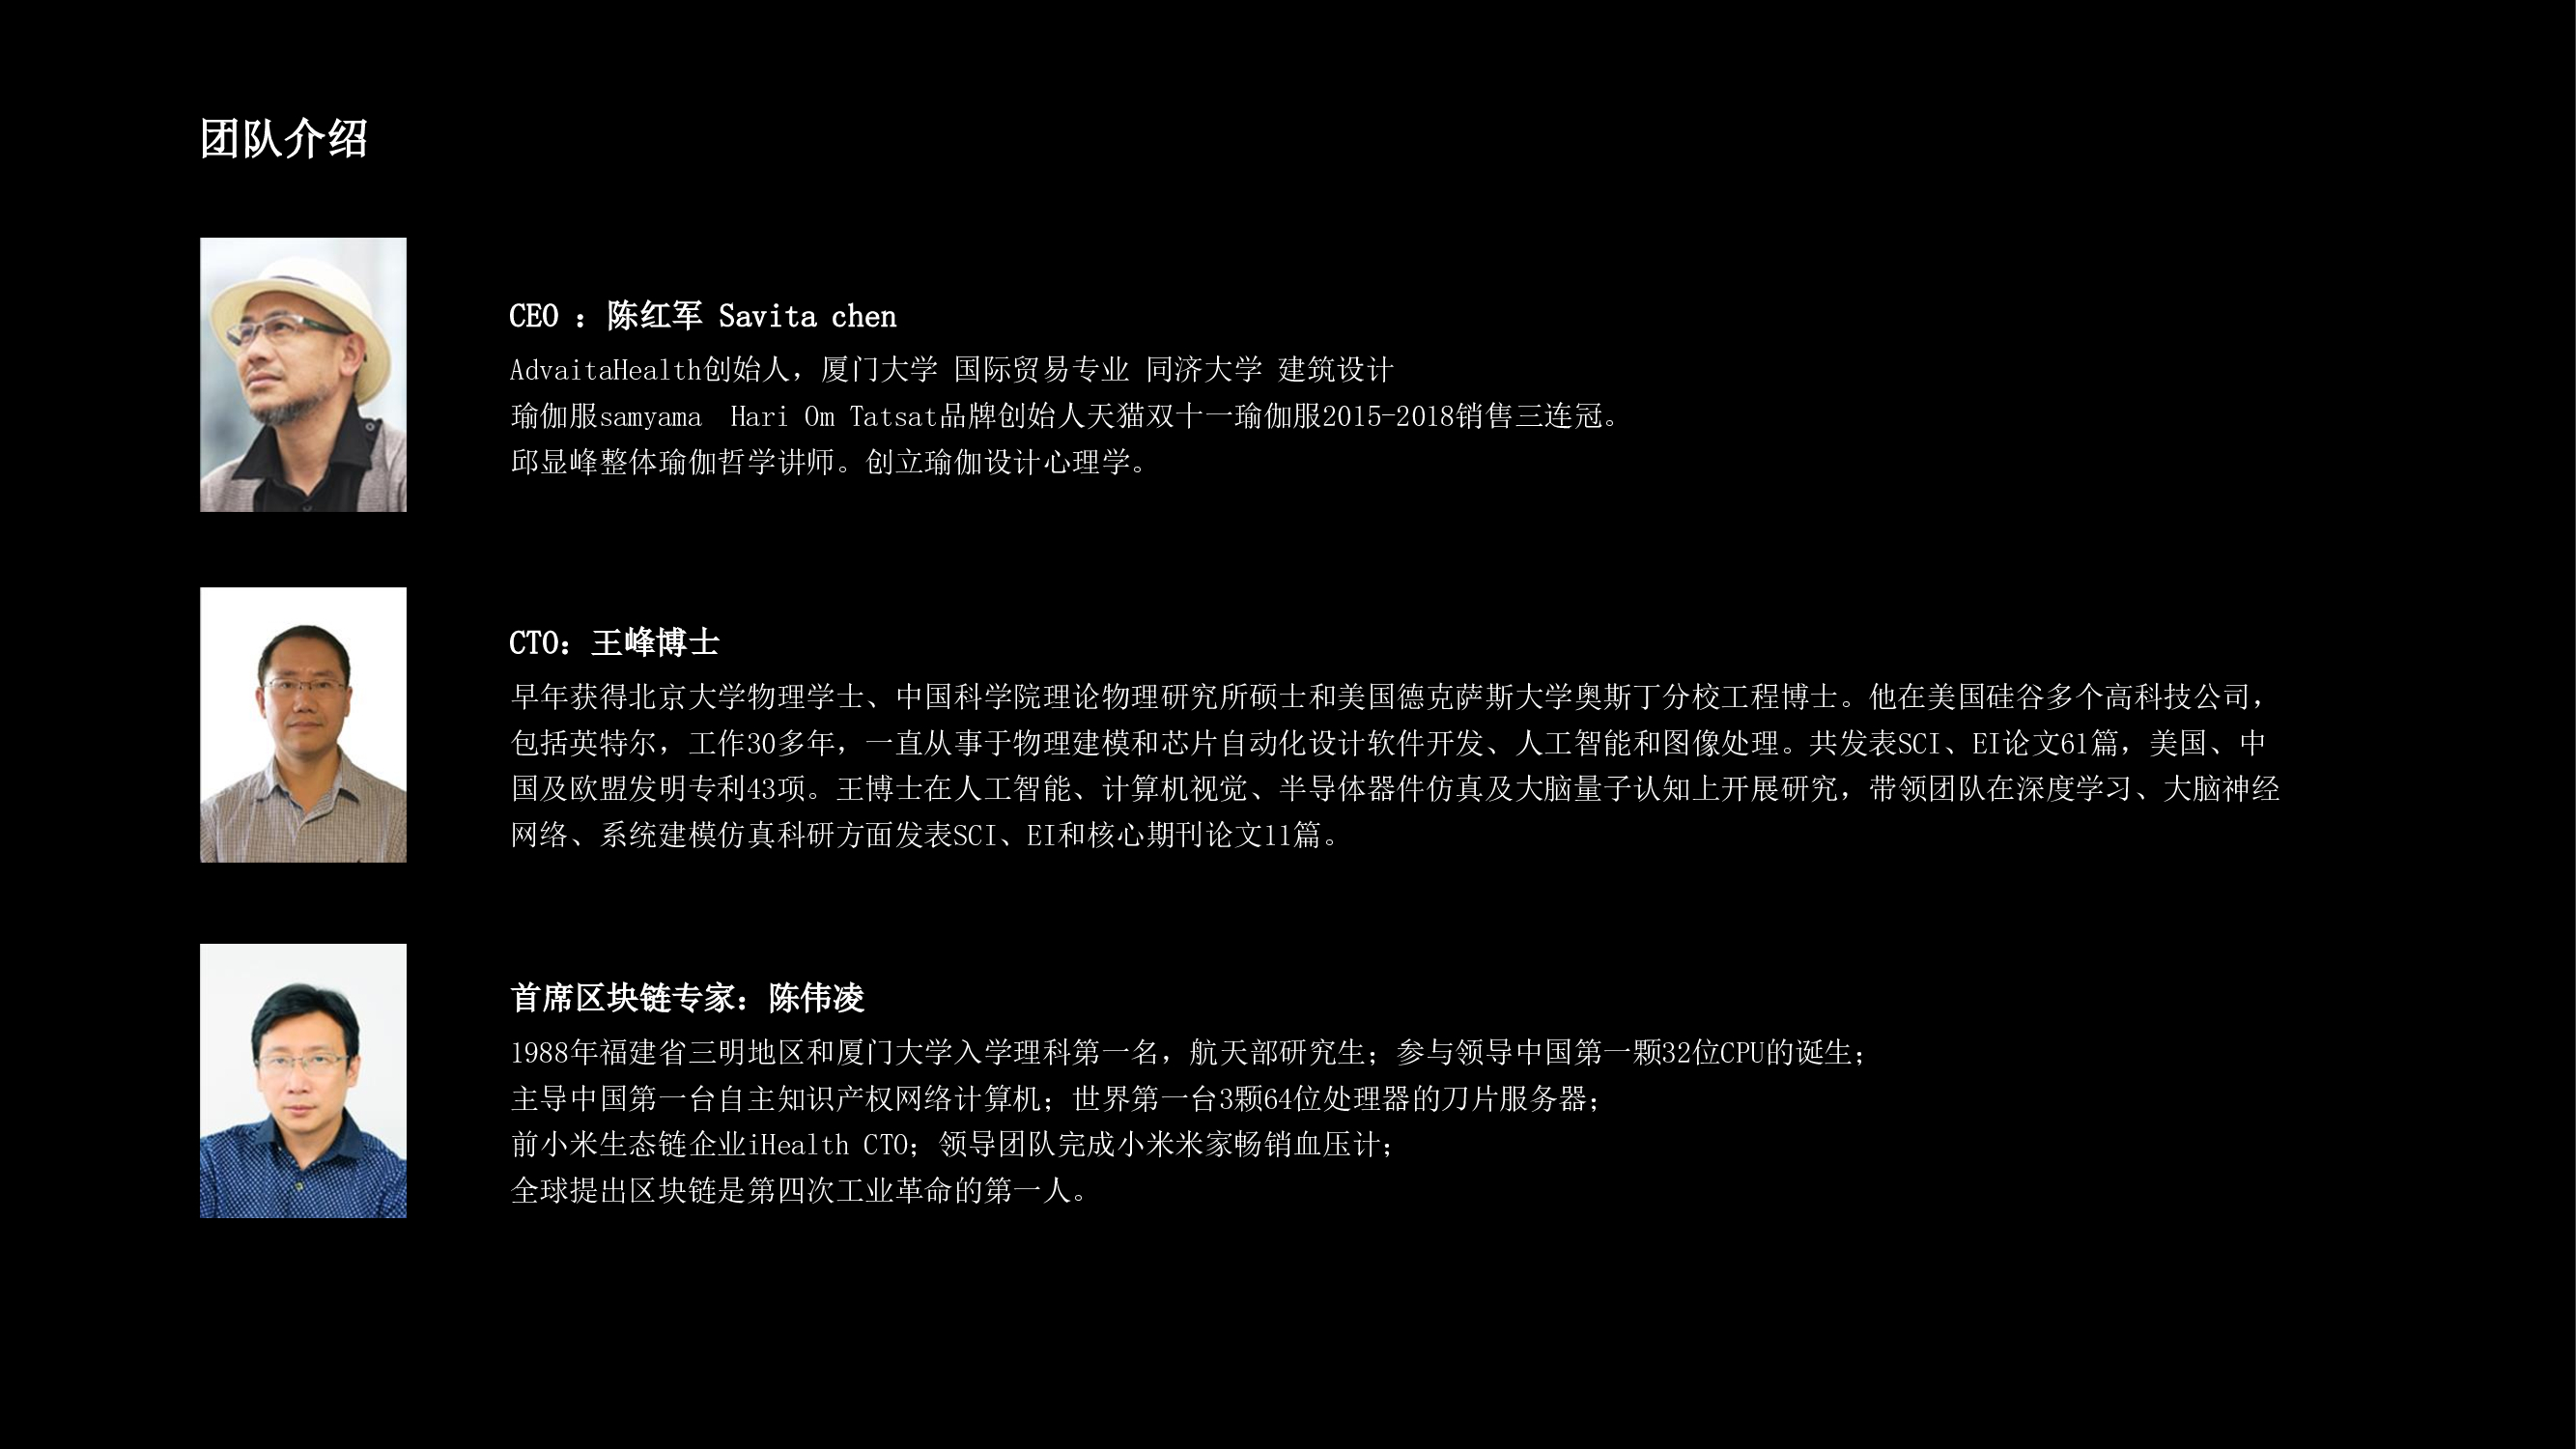 团队介绍
CEO ：陈红军 Savita chen
AdvaitaHealth创始人，厦门大学 国际贸易专业 同济大学 建筑设计
瑜伽服samyama  Hari Om Tatsat品牌创始人天猫双十一瑜伽服2015-2018销售三连冠。
邱显峰整体瑜伽哲学讲师。创立瑜伽设计心理学。
CTO：王峰博士
早年获得北京大学物理学士、中国科学院理论物理研究所硕士和美国德克萨斯大学奥斯丁分校工程博士。他在美国硅谷多个高科技公司，
包括英特尔，工作30多年，一直从事于物理建模和芯片自动化设计软件开发、人工智能和图像处理。共发表SCI、EI论文61篇，美国、中
国及欧盟发明专利43项。王博士在人工智能、计算机视觉、半导体器件仿真及大脑量子认知上开展研究，带领团队在深度学习、大脑神经
网络、系统建模仿真科研方面发表SCI、EI和核心期刊论文11篇。
首席区块链专家：陈伟凌
1988年福建省三明地区和厦门大学入学理科第一名，航天部研究生；参与领导中国第一颗32位CPU的诞生；
主导中国第一台自主知识产权网络计算机；世界第一台3颗64位处理器的刀片服务器；
前小米生态链企业iHealth CTO；领导团队完成小米米家畅销血压计；
全球提出区块链是第四次工业革命的第一人。